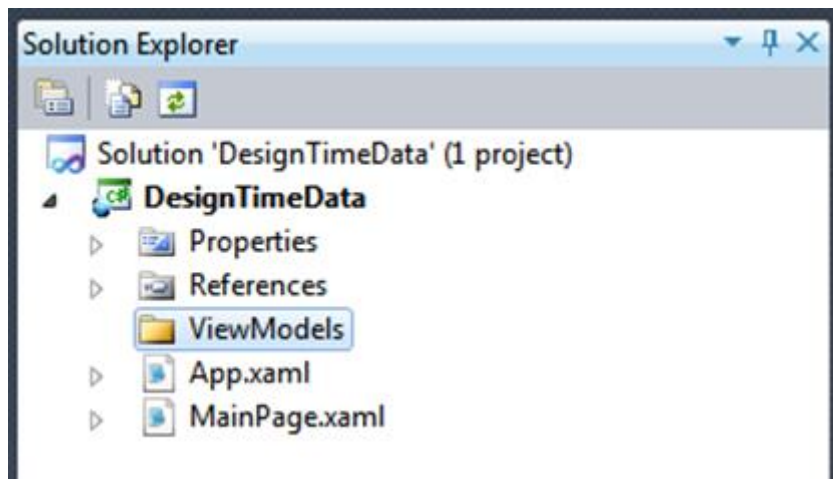 Solution Explorer
Solution 'DesignTimeData' (1 project)
C#
DesignTimeData
Properties
References
ViewModels
App.xaml
MainPage.xaml